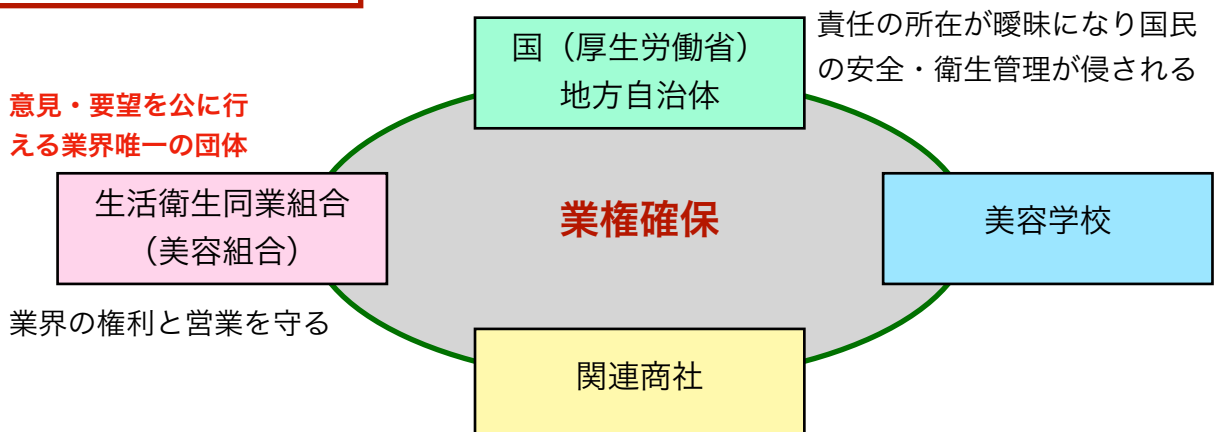 国（厚生労働省）
地方自治体
責任の所在が曖昧になり国民
の安全・衛生管理が侵される
意見・要望を公に行
える業界唯一の団体
生活衛生同業組合
（美容組合）
業権確保
美容学校
業界の権利と営業を守る
関連商社